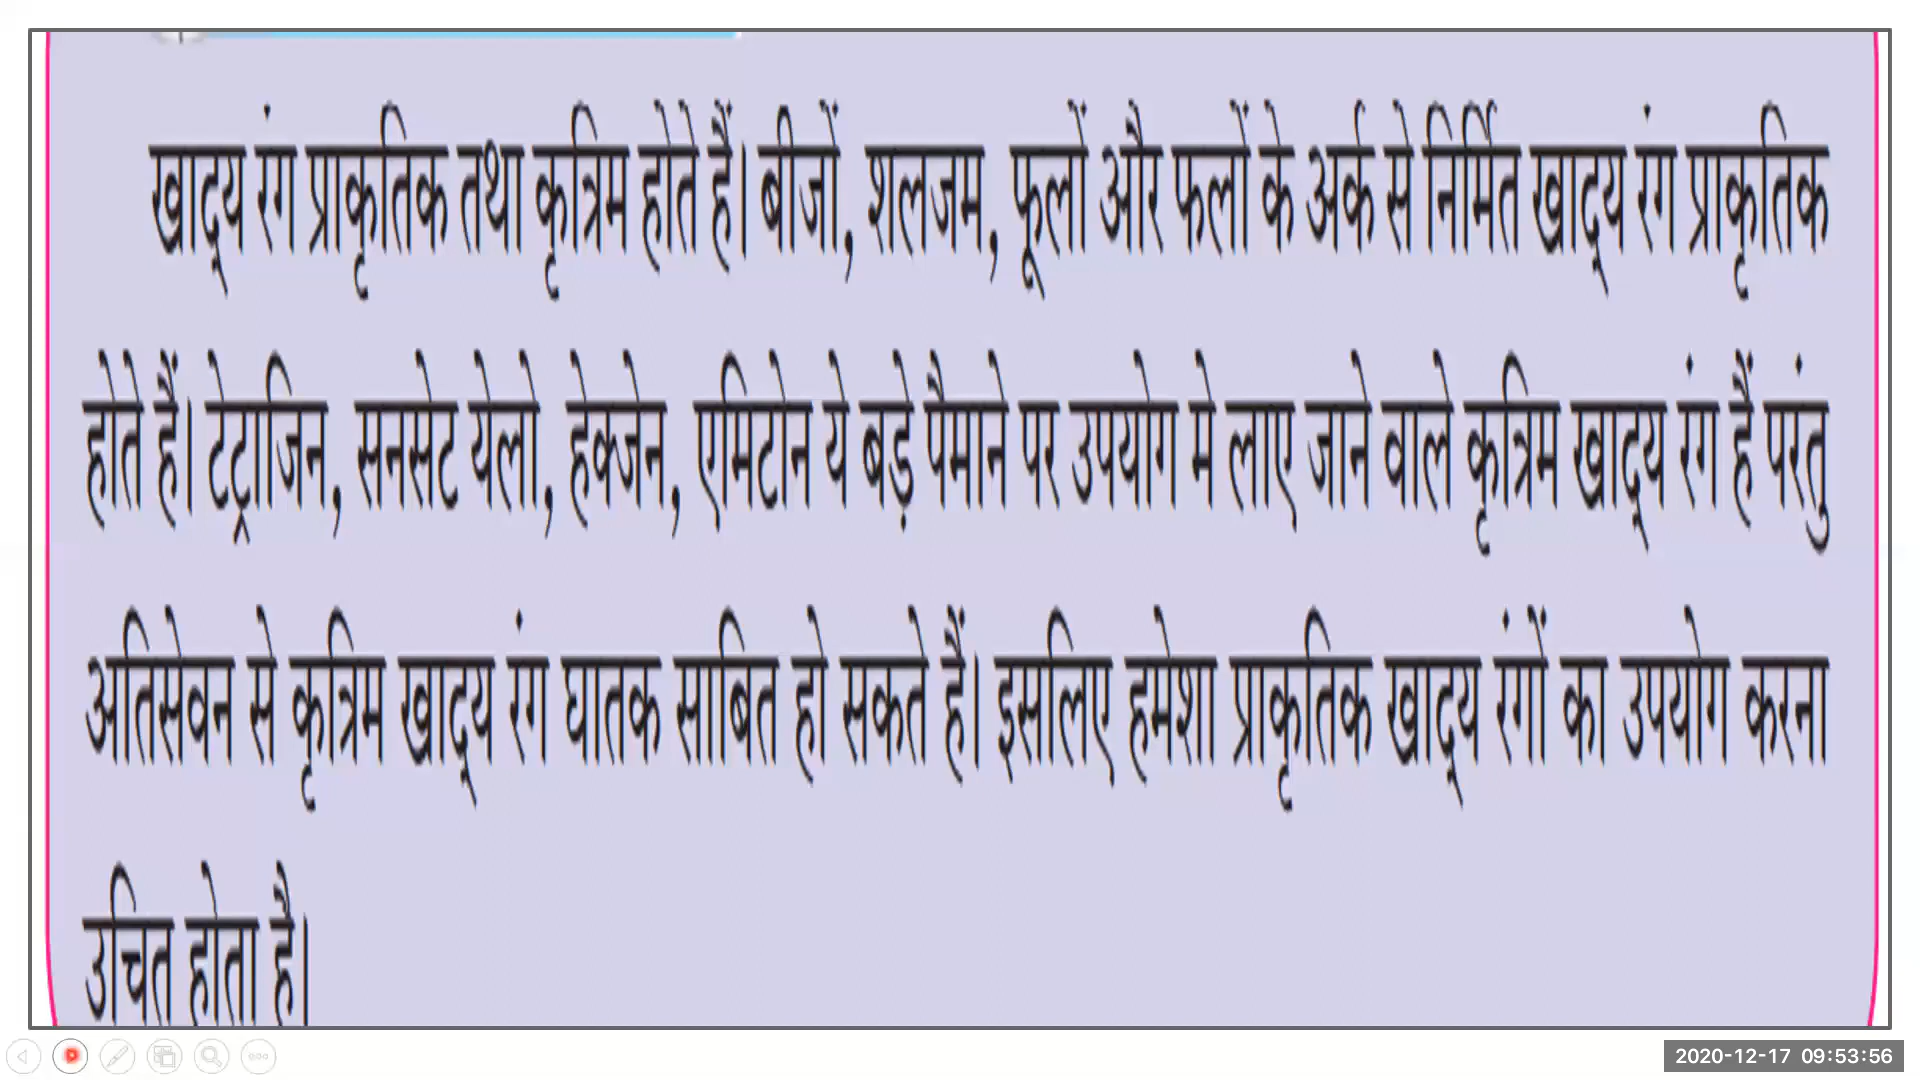 खाद्य रंग प्राकृतिक तथा कृत्रिम होते हैं। बीजों, शलजम, फूलों और फलों के अर्क से निर्मित खाद्य रंग प्राकृतिक
होते हैं। टेट्राजिन, सनसेट येलो, हेक्जेन, एमिटोन ये बड़े पैमाने पर उपयोग मे लाए जाने वाले कृत्रिम खाद्य रंग हैं परंतु
अतिसेवन से कृत्रिम खाद्य रंग घातक साबित हो सकते हैं। इसलिए हमेशा प्राकृतिक खाद्य रंगों का उपयोग करना
उचित होता है।
2020-12-17 09:53:56